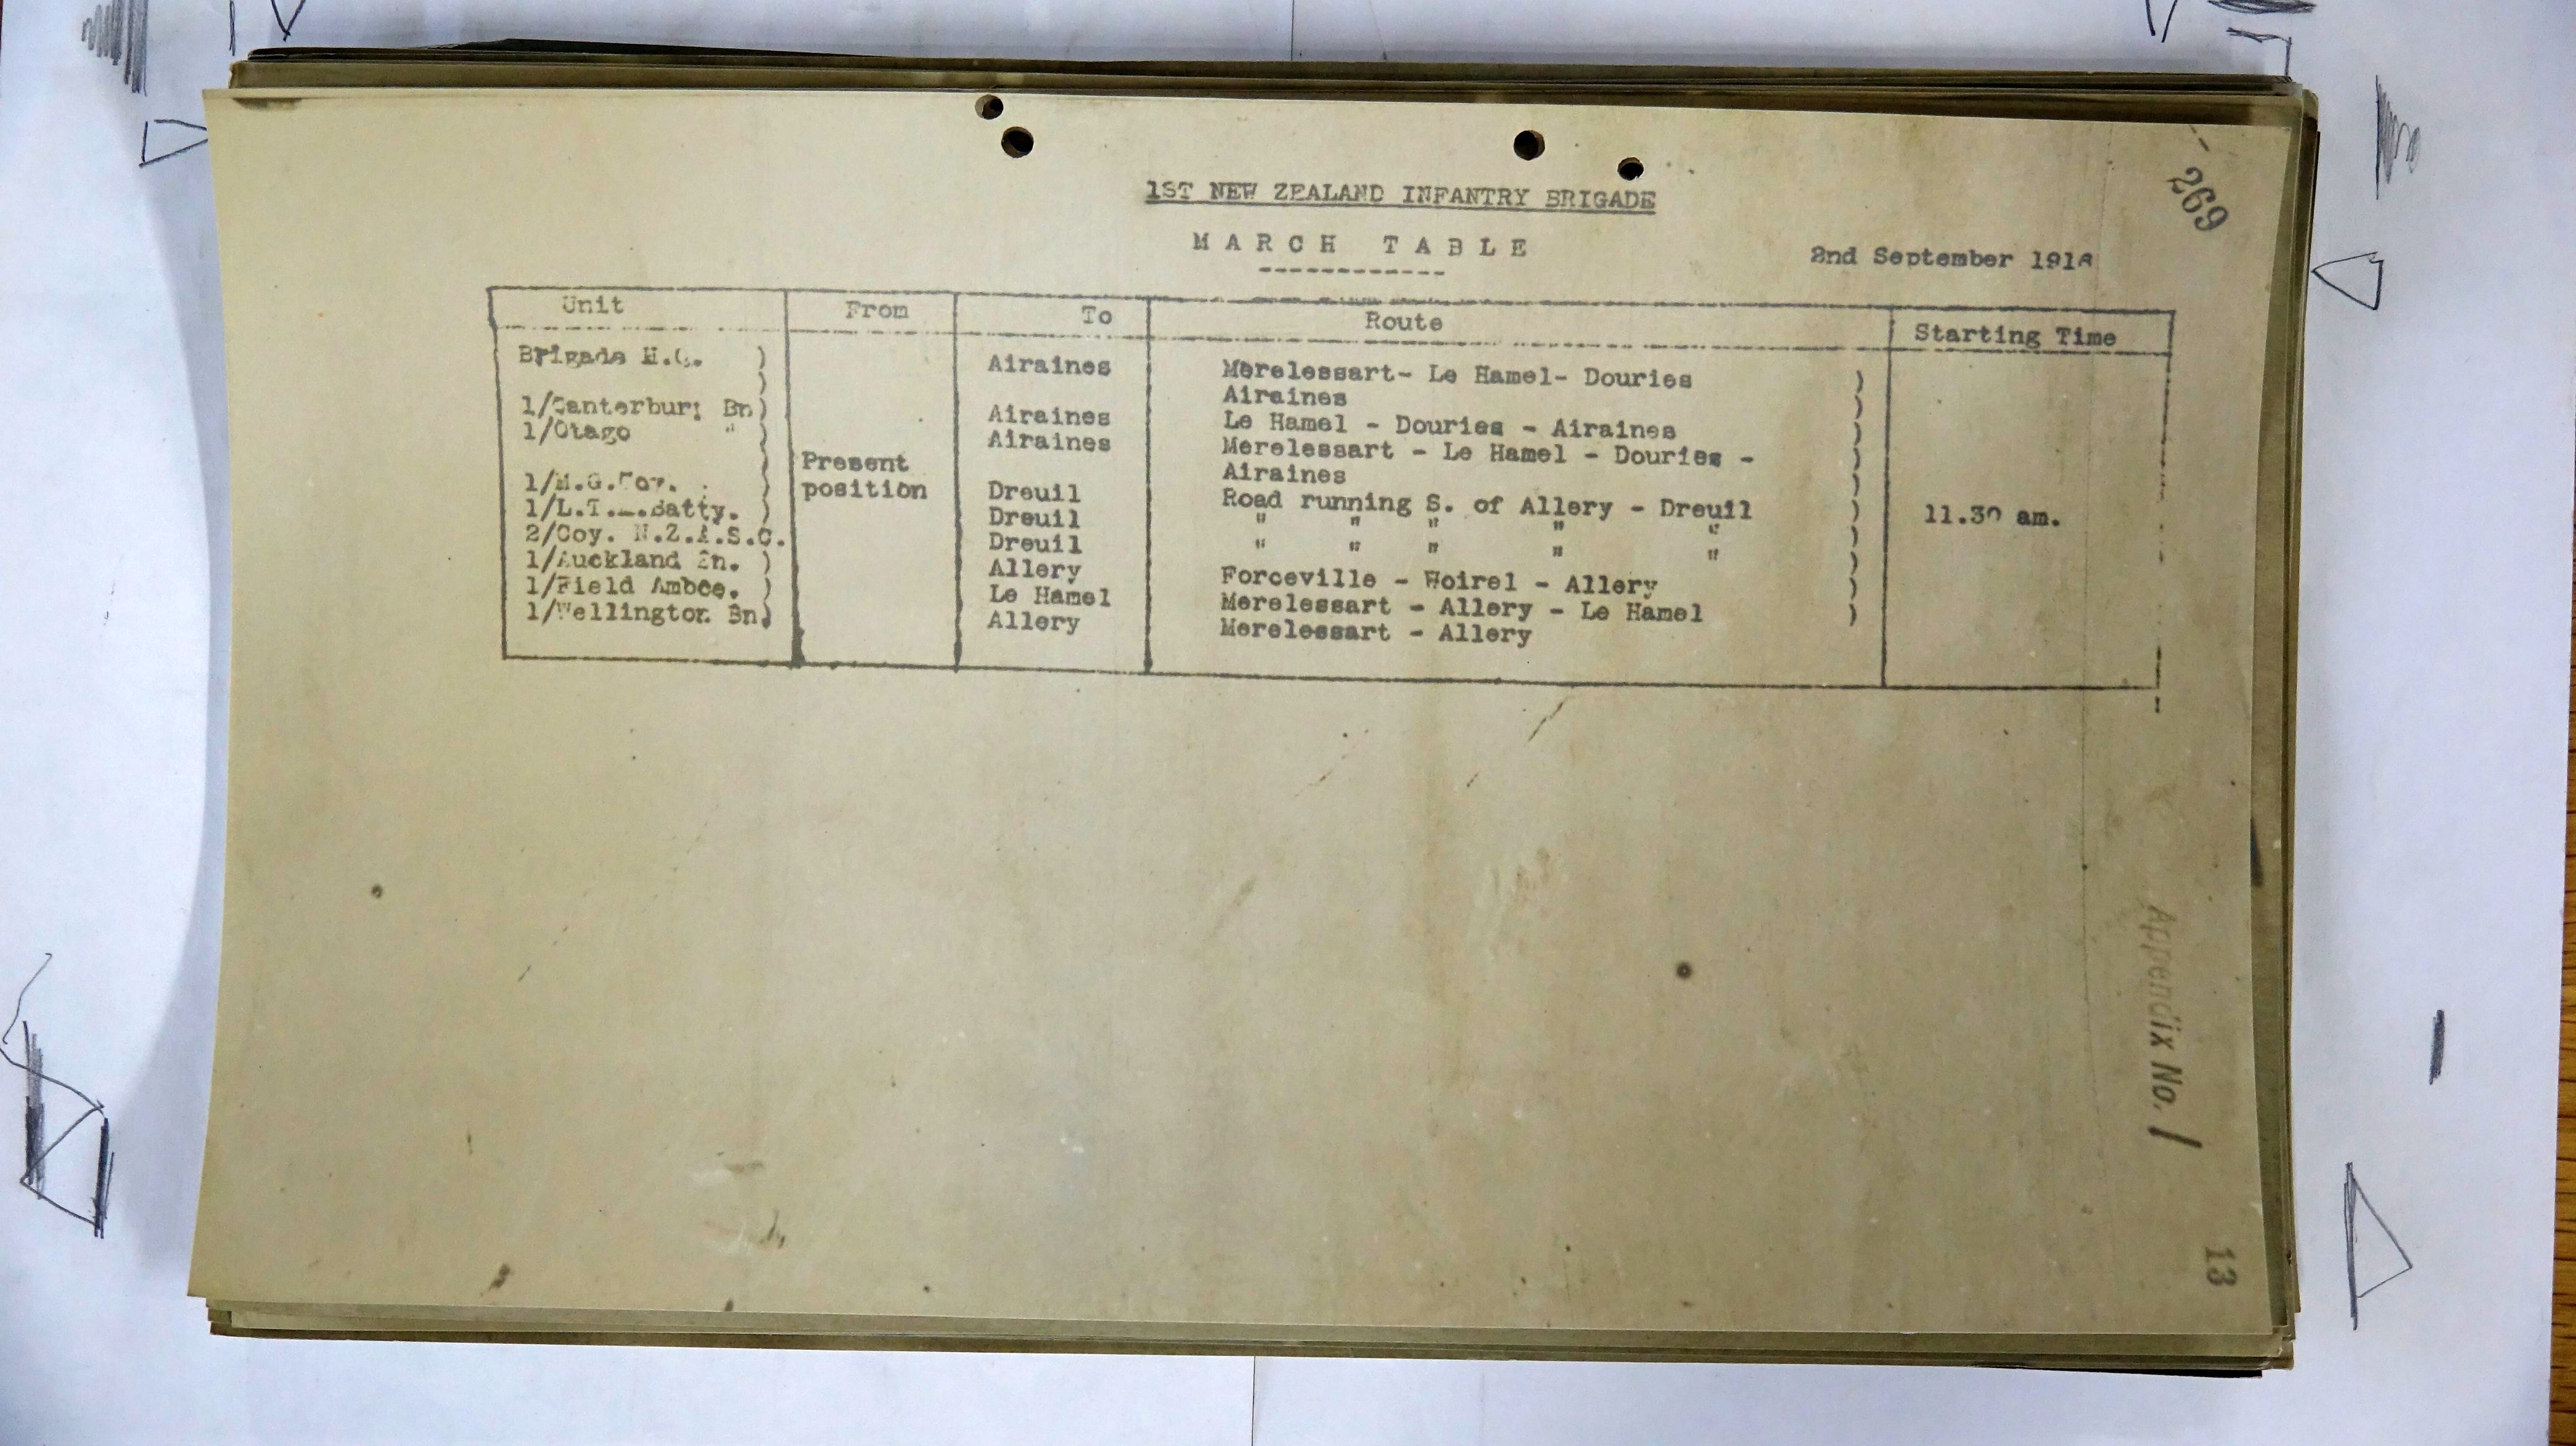 269
1ST NEW ZEALAND INFANTRY BRIGADE
MARCH TABLE
2nd September 1916
Unit From To Route Starting Time
Brigade H.Q. ) Airaines Merelessart- Le Hamel- Douries )
Airaines
1/Canterbury Bn) Airaines Le Hamel - Douries - Airaines )
1/Otago " ) Airaines Merelessart - Le Hamel - Douries - )
Present Airaines
1/M.G.Coy. ) position Dreuil Road running S. of Allery - Dreuil )
1/L.T.M.Batty. ) Dreuil " " " " " ) 11.30 am.
2/Coy. N.Z.A.S.C. Dreuil " " " " " )
1/Auckland Bn. ) Allery Forceville - Woirel - Allery )
1/Field Ambce. ) Le Hamel Merelessart - Allery - Le Hamel )
1/Wellington Bn) Allery Merelessart - Allery
Appendix No. 1
13